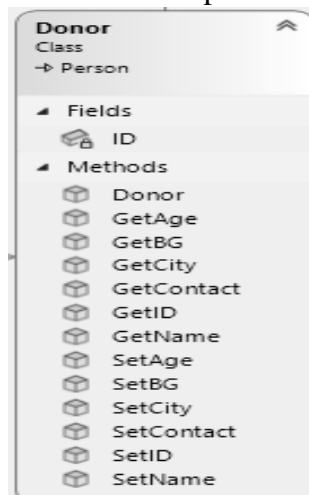 Donor
Class
Person
Fields
ID
Methods
Donor
GetAge
GetBG
GetCity
GetContact
GetID
GetName
SetAge
SetBG
SetCity
SetContact
SetID
SetName